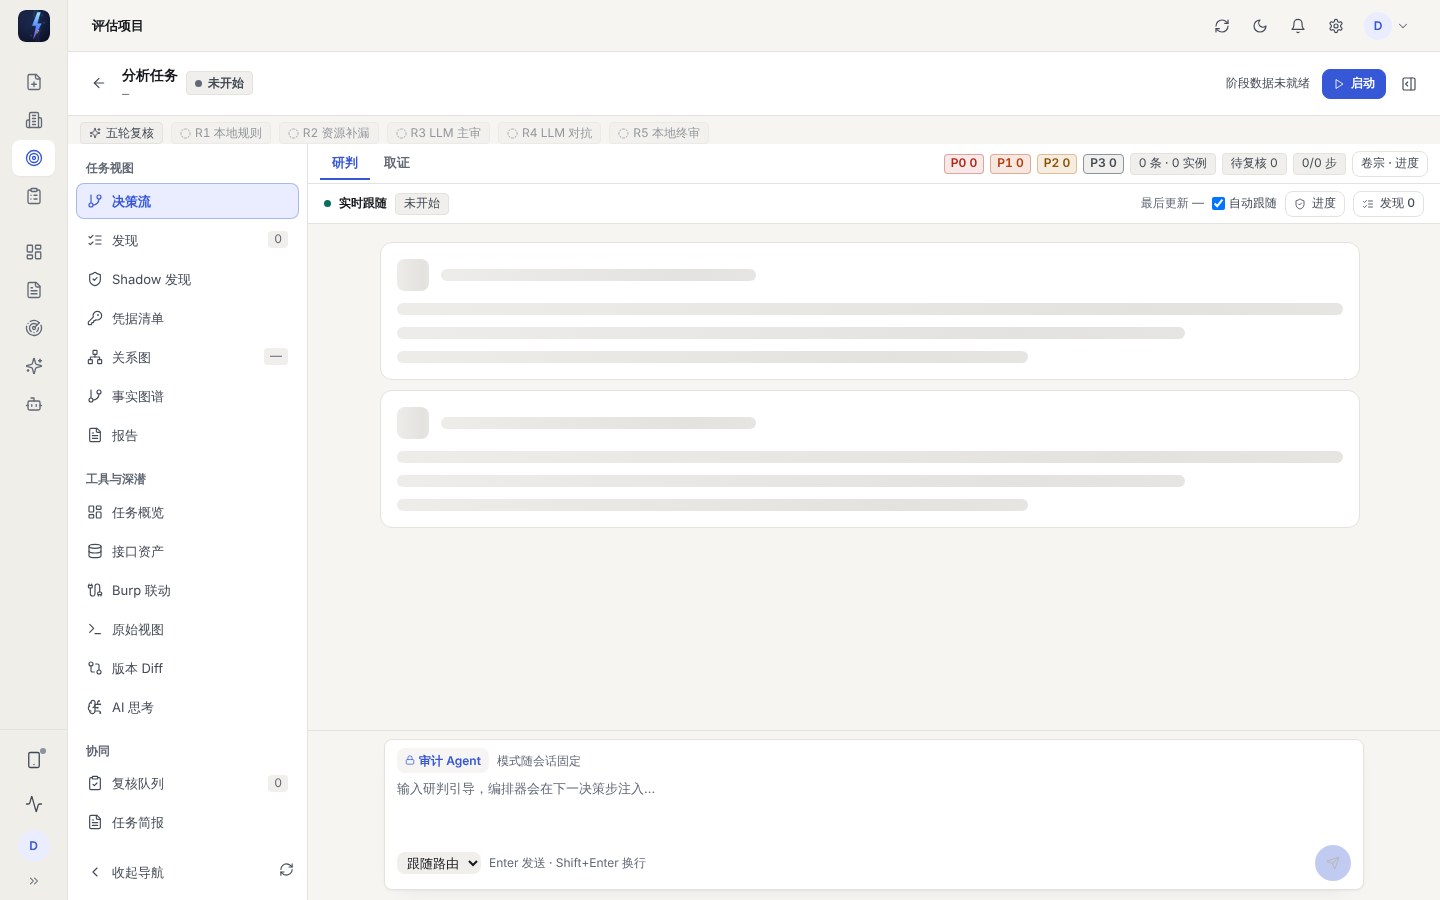 评估项目
D
分析任务
—
未开始
阶段数据未就绪
启动
五轮复核
R1 本地规则
R2 资源补漏
R3 LLM 主审
R4 LLM 对抗
R5 本地终审
任务视图
决策流
发现
0
Shadow 发现
凭据清单
关系图
—
事实图谱
报告
工具与深潜
任务概览
接口资产
Burp 联动
原始视图
版本 Diff
AI 思考
协同
复核队列
0
任务简报
收起导航
D
研判
取证
P0 0
P1 0
P2 0
P3 0
0 条 · 0 实例
待复核 0
0/0 步
卷宗 · 进度
实时跟随
未开始
最后更新 —
自动跟随
进度
发现 0
审计 Agent
模式随会话固定
输入研判引导，编排器会在下一决策步注入...
跟随路由
Enter 发送 · Shift+Enter 换行